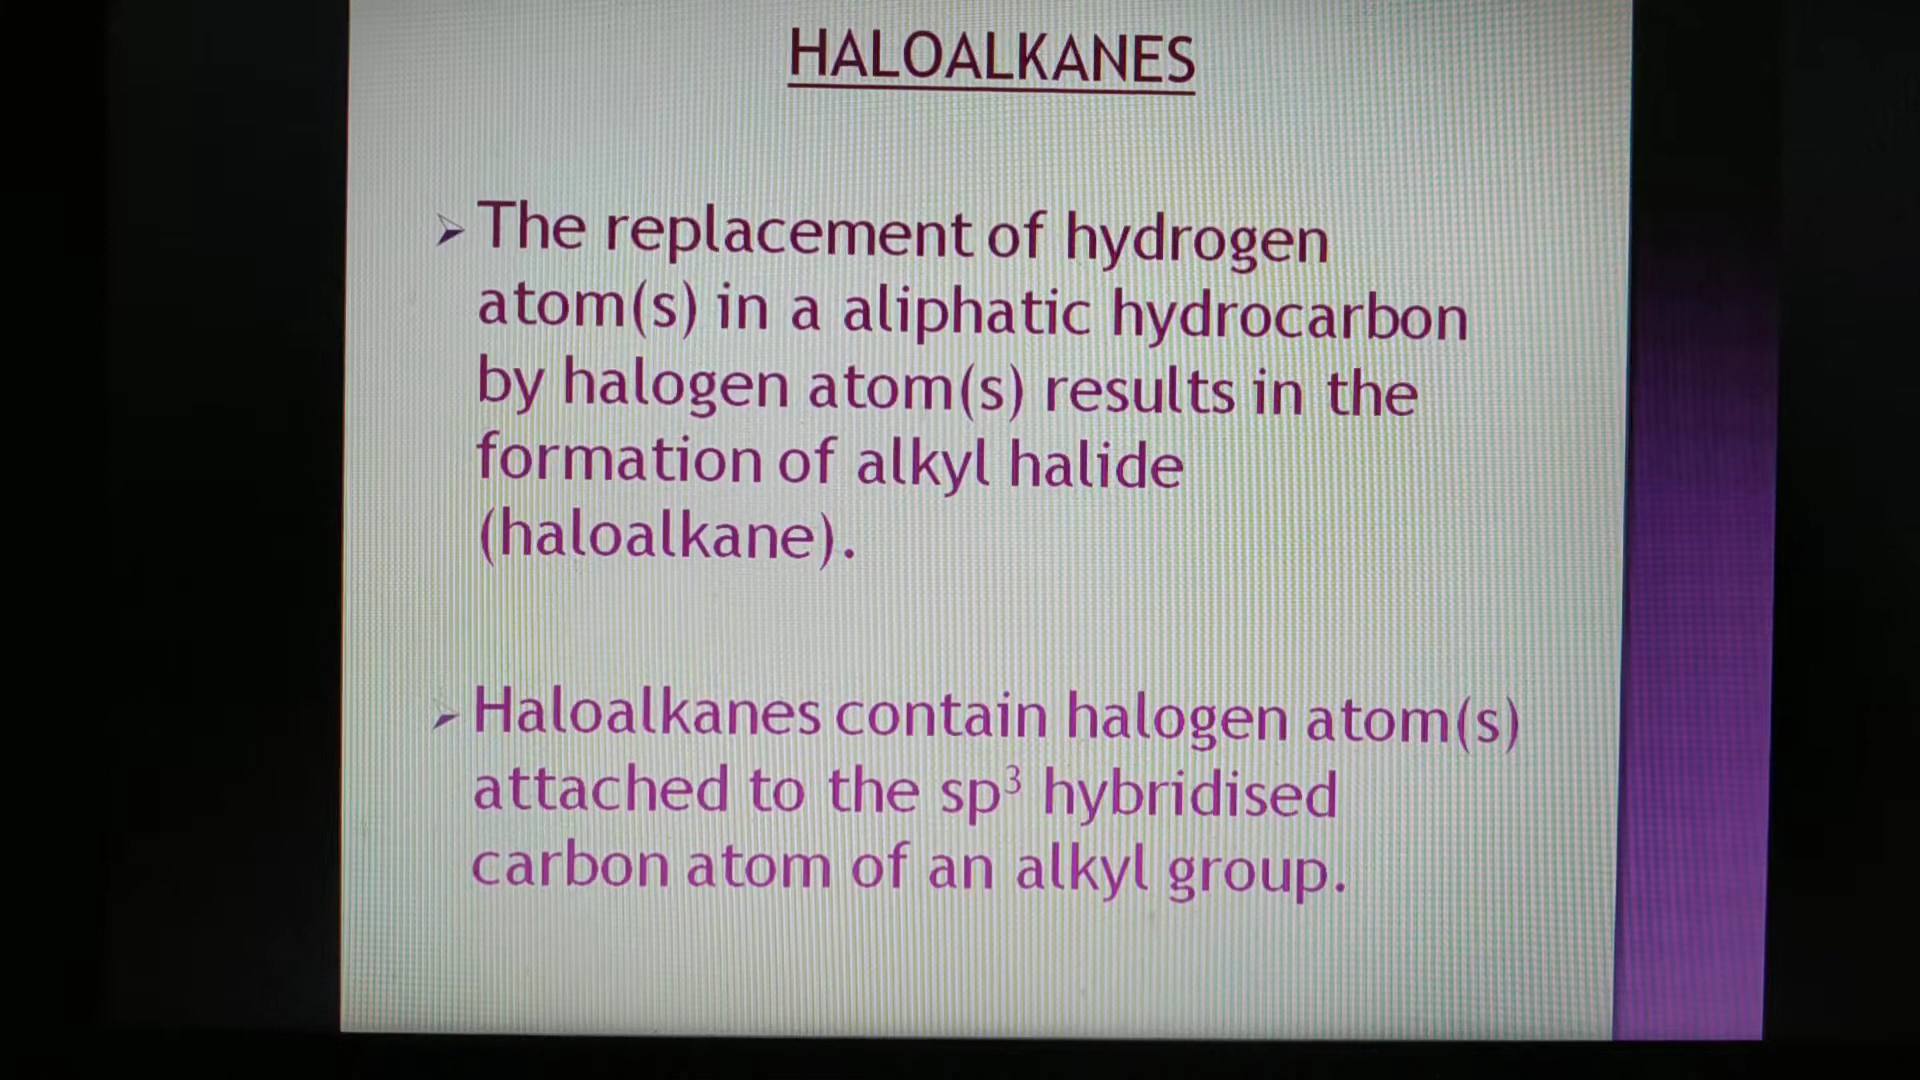 HALOALKANES
The replacement of hydrogen
atom(s) in a aliphatic hydrocarbon
by halogen atom(s) results in the
formation of alkyl halide
(haloalkane).
Haloalkanes contain halogen atom(s)
attached to the sp³ hybridised
carbon atom of an alkyl group.